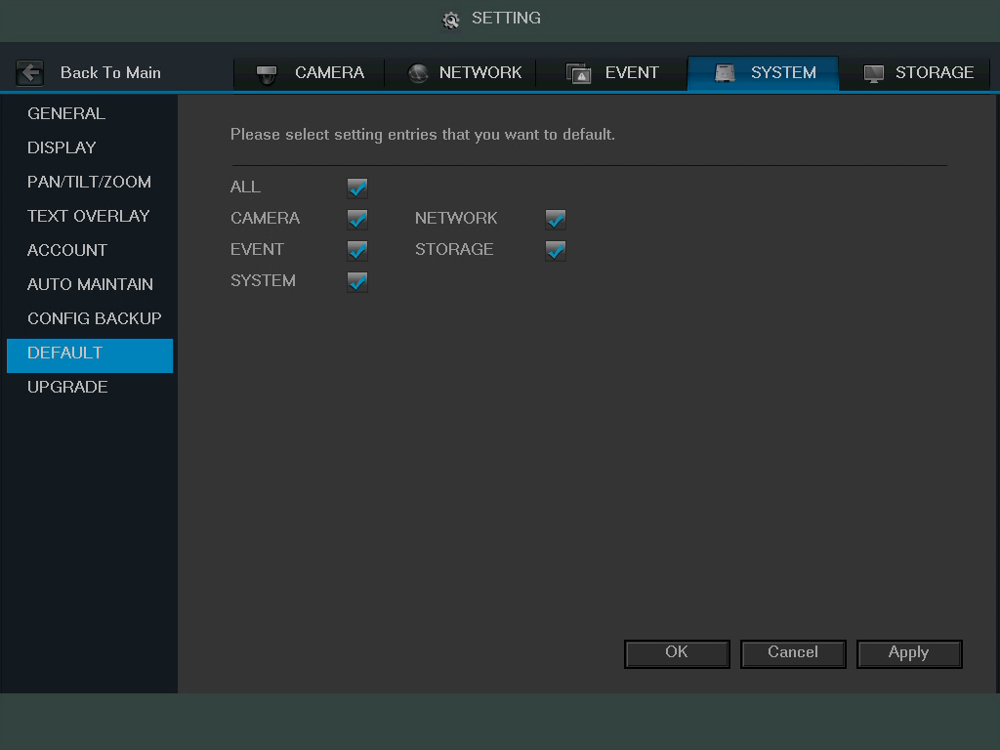 SETTING
Back To Main
CAMERA
NETWORK
EVENT
SYSTEM
STORAGE
GENERAL
DISPLAY
PAN/TILT/ZOOM
TEXT OVERLAY
ACCOUNT
AUTO MAINTAIN
CONFIG BACKUP
DEFAULT
UPGRADE
Please select setting entries that you want to default.
ALL
CAMERA NETWORK
EVENT STORAGE
SYSTEM
OK Cancel Apply